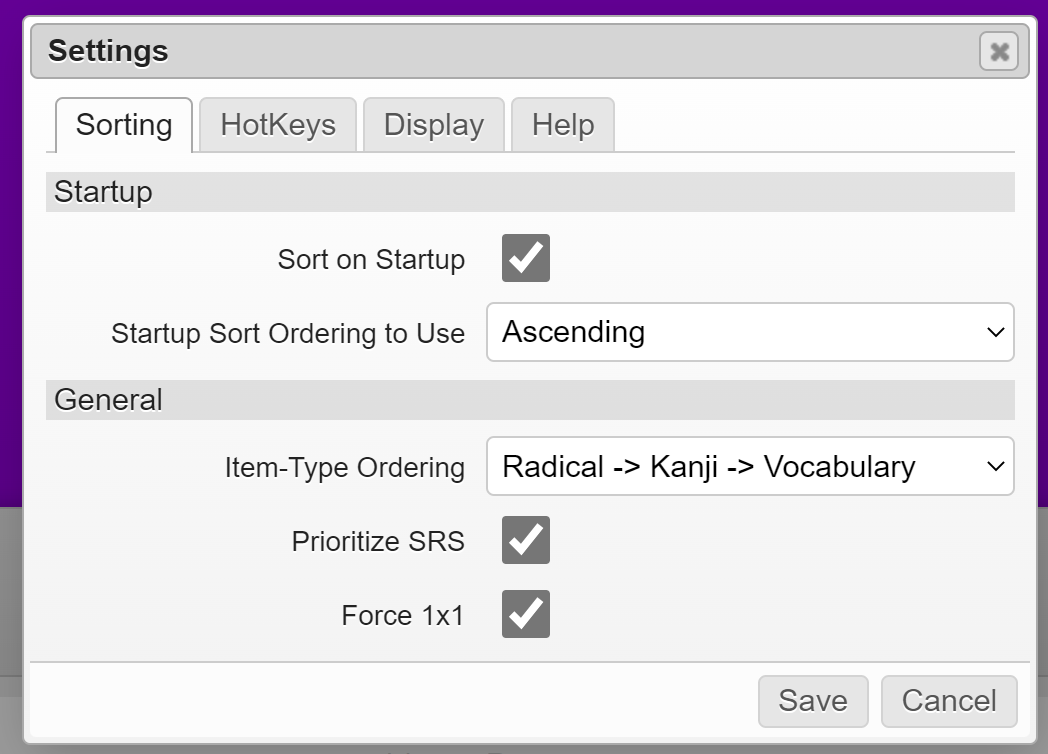 Settings
Sorting HotKeys Display Help
Startup
Sort on Startup
Startup Sort Ordering to Use Ascending
General
Item-Type Ordering Radical -> Kanji -> Vocabulary
Prioritize SRS
Force 1x1
Save Cancel